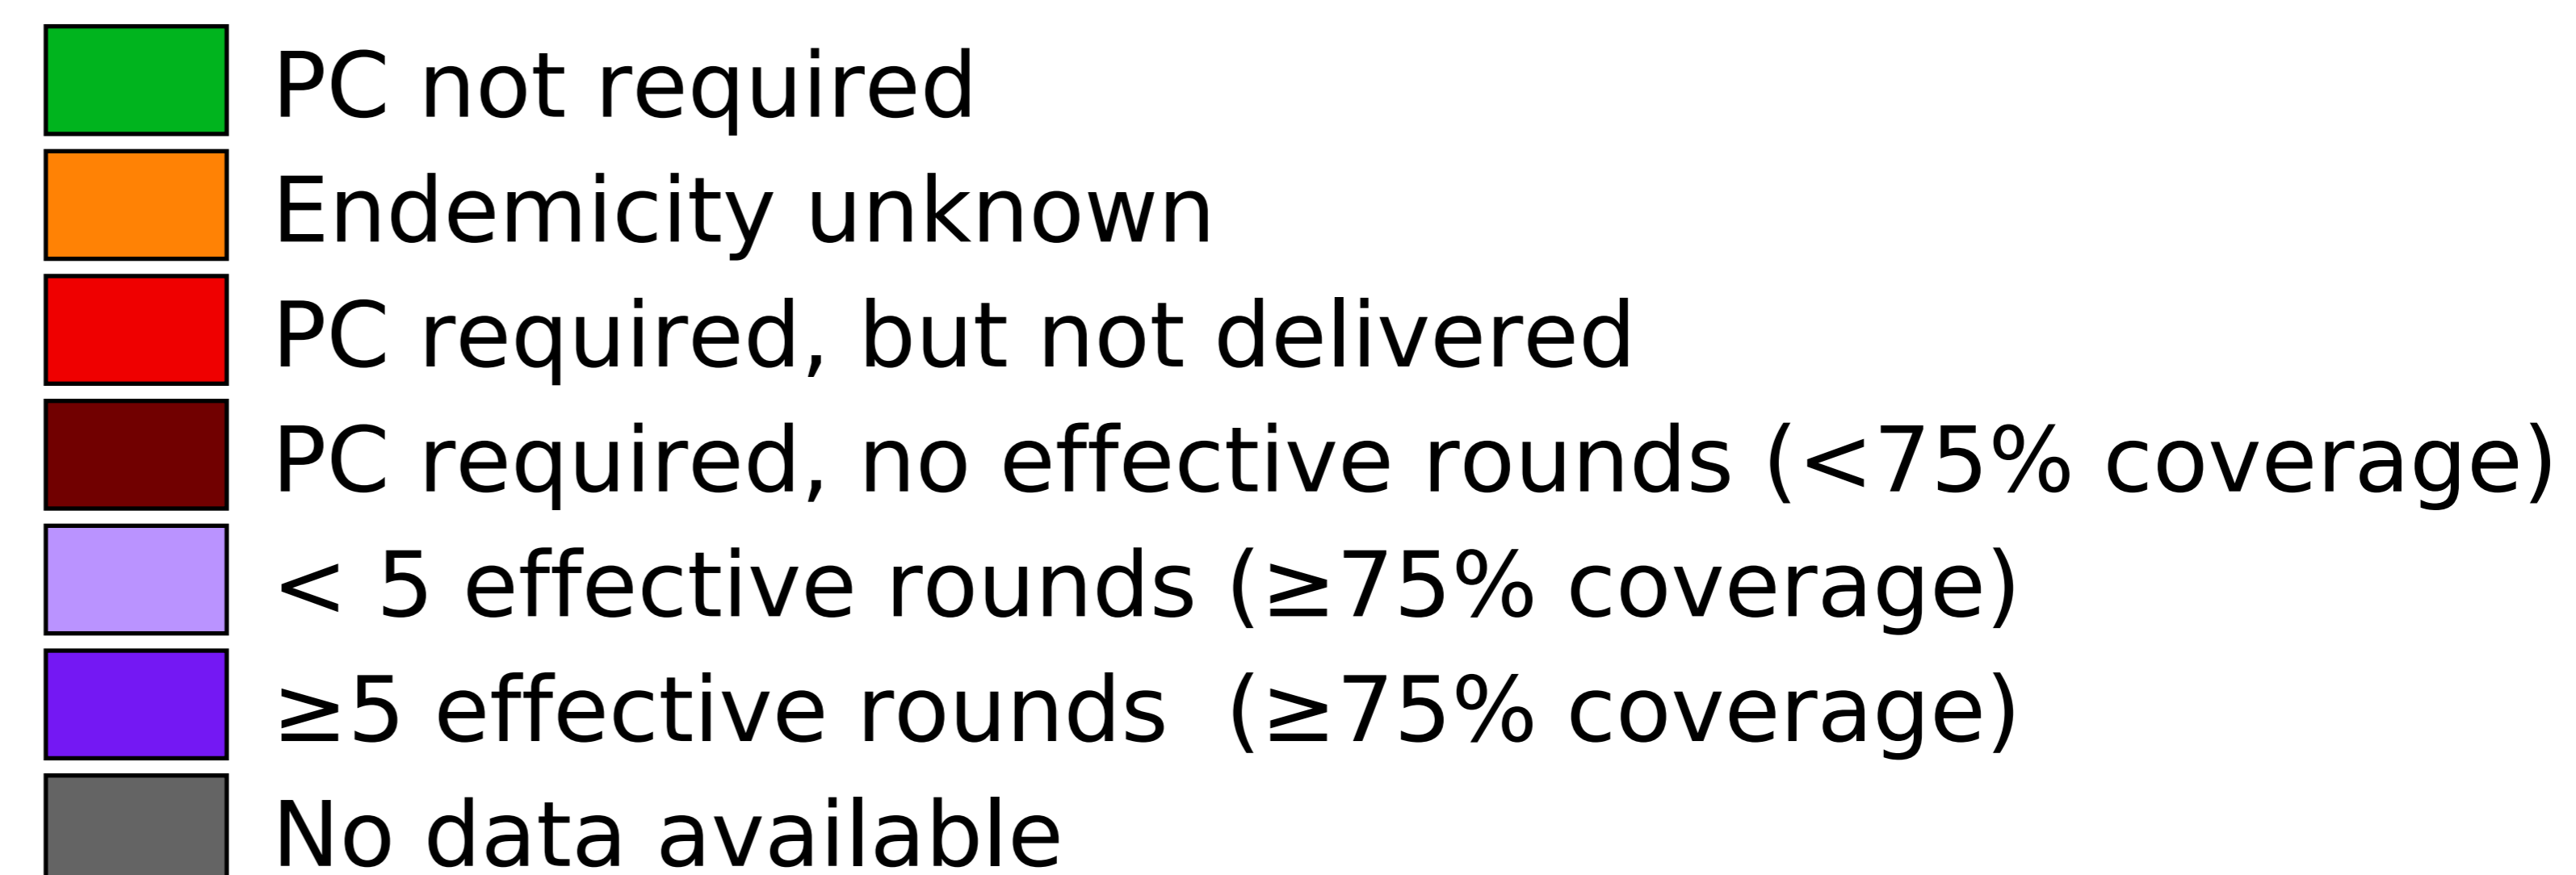 PC not required
Endemicity unknown
PC required, but not delivered
PC required, no effective rounds (<75% coverage)
< 5 effective rounds (≥75% coverage)
≥5 effective rounds  (≥75% coverage)
No data available